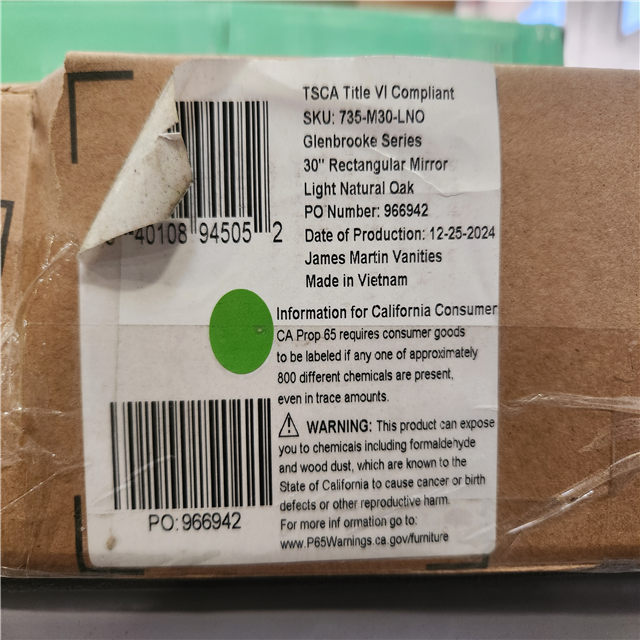 TSCA Title VI Compliant
SKU: 735-M30-LNO
Glenbrooke Series
30" Rectangular Mirror
Light Natural Oak
PO Number: 966942
Date of Production: 12-25-2024
James Martin Vanities
Made in Vietnam
40108 94505 2
Information for California Consumer
CA Prop 65 requires consumer goods
to be labeled if any one of approximately
800 different chemicals are present,
even in trace amounts.
WARNING: This product can expose
you to chemicals including formaldehyde
and wood dust, which are known to the
State of California to cause cancer or birth
defects or other reproductive harm.
For more inf ormation go to:
www.P65Warnings.ca.gov/furniture
PO: 966942